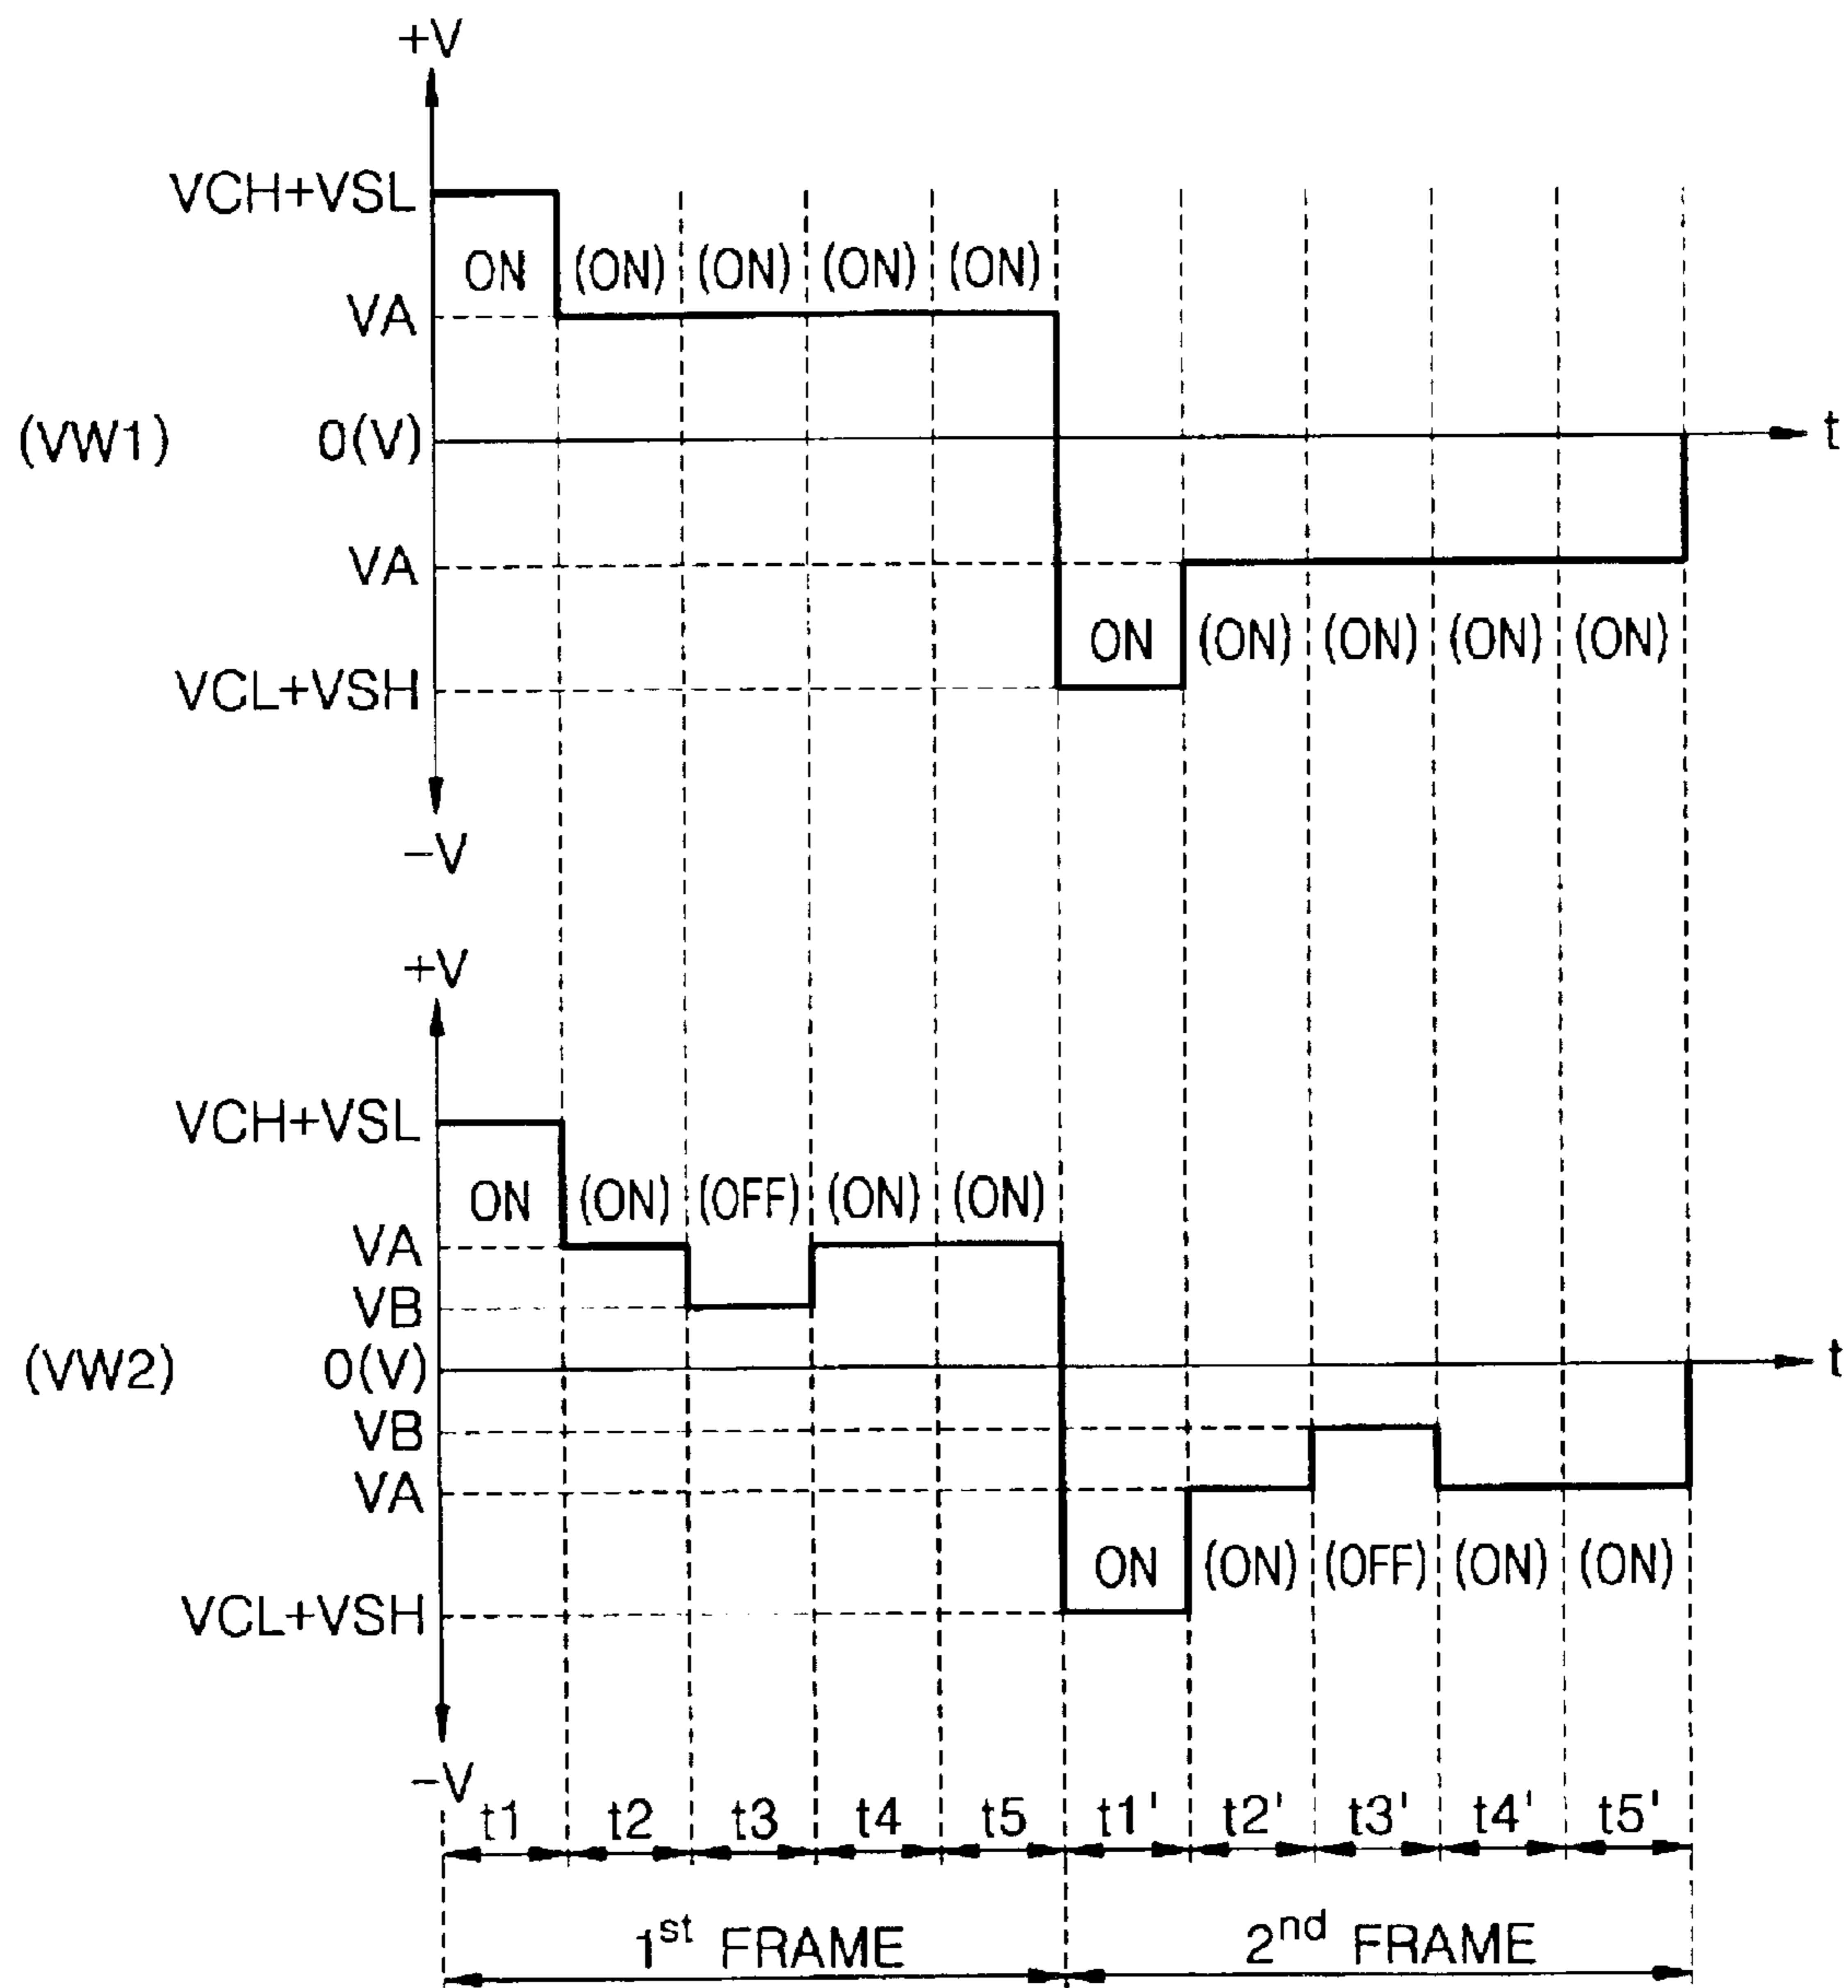 +V
VCH+VSL
ON (ON) (ON) (ON) (ON)
VA
(VW1) 0(V) t
VA
ON (ON) (ON) (ON) (ON)
VCL+VSH
−V
+V
VCH+VSL
ON (ON) (OFF) (ON) (ON)
VA
VB
(VW2) 0(V) t
VB
VA
ON (ON) (OFF) (ON) (ON)
VCL+VSH
−V
t1 t2 t3 t4 t5 t1' t2' t3' t4' t5'
1st FRAME 2nd FRAME